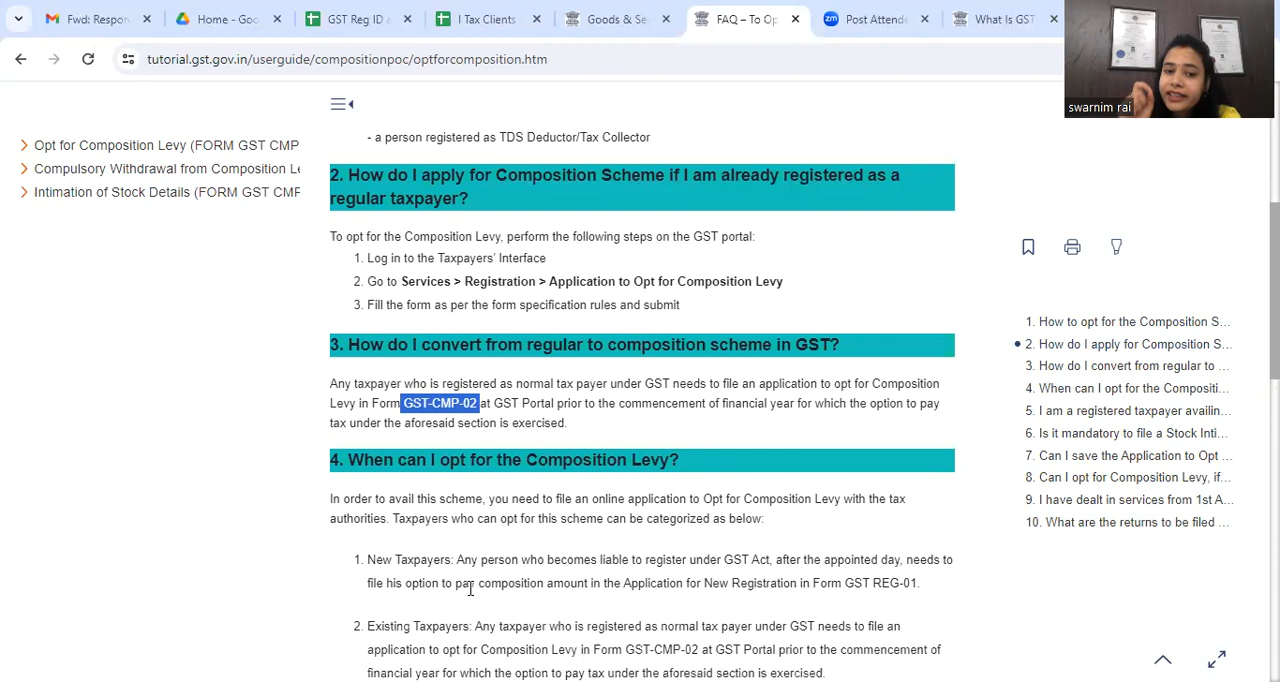 Fwd: Respon
Home - Goo
GST Reg ID a
I Tax Clients
Goods & Se
FAQ – To Op
Post Attende
What Is GST
tutorial.gst.gov.in/userguide/compositionpoc/optforcomposition.htm
swarnim rai
- a person registered as TDS Deductor/Tax Collector
Opt for Composition Levy (FORM GST CMP
Compulsory Withdrawal from Composition Le
Intimation of Stock Details (FORM GST CMP
2. How do I apply for Composition Scheme if I am already registered as a
regular taxpayer?
To opt for the Composition Levy, perform the following steps on the GST portal:
1. Log in to the Taxpayers' Interface
2. Go to Services > Registration > Application to Opt for Composition Levy
3. Fill the form as per the form specification rules and submit
3. How do I convert from regular to composition scheme in GST?
Any taxpayer who is registered as normal tax payer under GST needs to file an application to opt for Composition
Levy in Form GST-CMP-02 at GST Portal prior to the commencement of financial year for which the option to pay
tax under the aforesaid section is exercised.
4. When can I opt for the Composition Levy?
In order to avail this scheme, you need to file an online application to Opt for Composition Levy with the tax
authorities. Taxpayers who can opt for this scheme can be categorized as below:
1. New Taxpayers: Any person who becomes liable to register under GST Act, after the appointed day, needs to
file his option to pay composition amount in the Application for New Registration in Form GST REG-01.
2. Existing Taxpayers: Any taxpayer who is registered as normal tax payer under GST needs to file an
application to opt for Composition Levy in Form GST-CMP-02 at GST Portal prior to the commencement of
financial year for which the option to pay tax under the aforesaid section is exercised.
1. How to opt for the Composition S...
2. How do I apply for Composition S...
3. How do I convert from regular to ...
4. When can I opt for the Compositi...
5. I am a registered taxpayer availin...
6. Is it mandatory to file a Stock Inti...
7. Can I save the Application to Opt ...
8. Can I opt for Composition Levy, if...
9. I have dealt in services from 1st A...
10. What are the returns to be filed ...